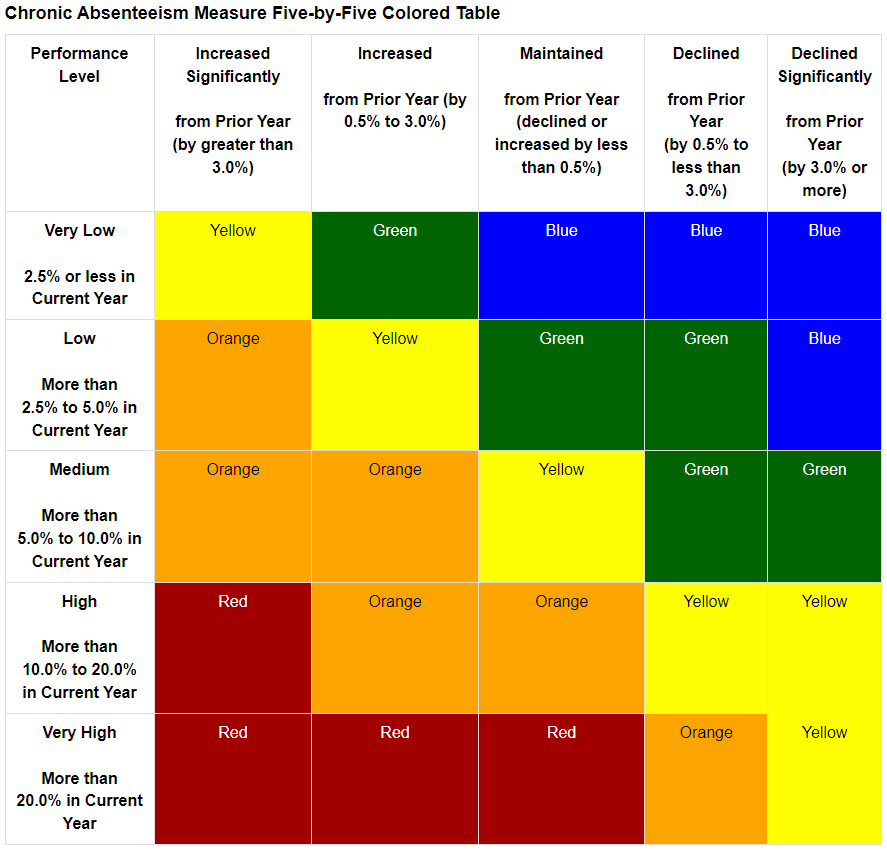 Chronic Absenteeism Measure Five-by-Five Colored Table
Performance
Level
Increased
Significantly
from Prior Year
(by greater than
3.0%)
Increased
from Prior Year (by
0.5% to 3.0%)
Maintained
from Prior Year
(declined or
increased by less
than 0.5%)
Declined
from Prior
Year
(by 0.5% to
less than
3.0%)
Declined
Significantly
from Prior
Year
(by 3.0% or
more)
Very Low
2.5% or less in
Current Year
Yellow
Green
Blue
Blue
Blue
Low
More than
2.5% to 5.0% in
Current Year
Orange
Yellow
Green
Green
Blue
Medium
More than
5.0% to 10.0% in
Current Year
Orange
Orange
Yellow
Green
Green
High
More than
10.0% to 20.0%
in Current Year
Red
Orange
Orange
Yellow
Yellow
Very High
More than
20.0% in Current
Year
Red
Red
Red
Orange
Yellow